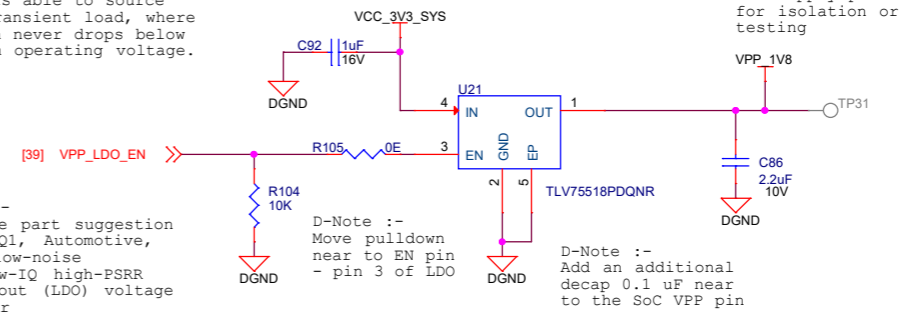 s able to source
ransient load, where
never drops below
operating voltage.
VCC_3V3_SYS
C92
1uF
16V
DGND
for isolation or
testing
VPP_1V8
TP31
U21
4
IN
OUT
1
[39] VPP_LDO_EN
R105
0E
3
EN
GND
EP
2
5
TLV75518PDQNR
C86
2.2uF
10V
DGND
R104
10K
DGND
D-Note :-
Move pulldown
near to EN pin
- pin 3 of LDO
DGND
D-Note :-
Add an additional
decap 0.1 uF near
to the SoC VPP pin
:-
e part suggestion
Q1, Automotive,
low-noise
w-IQ high-PSRR
out (LDO) voltage
r